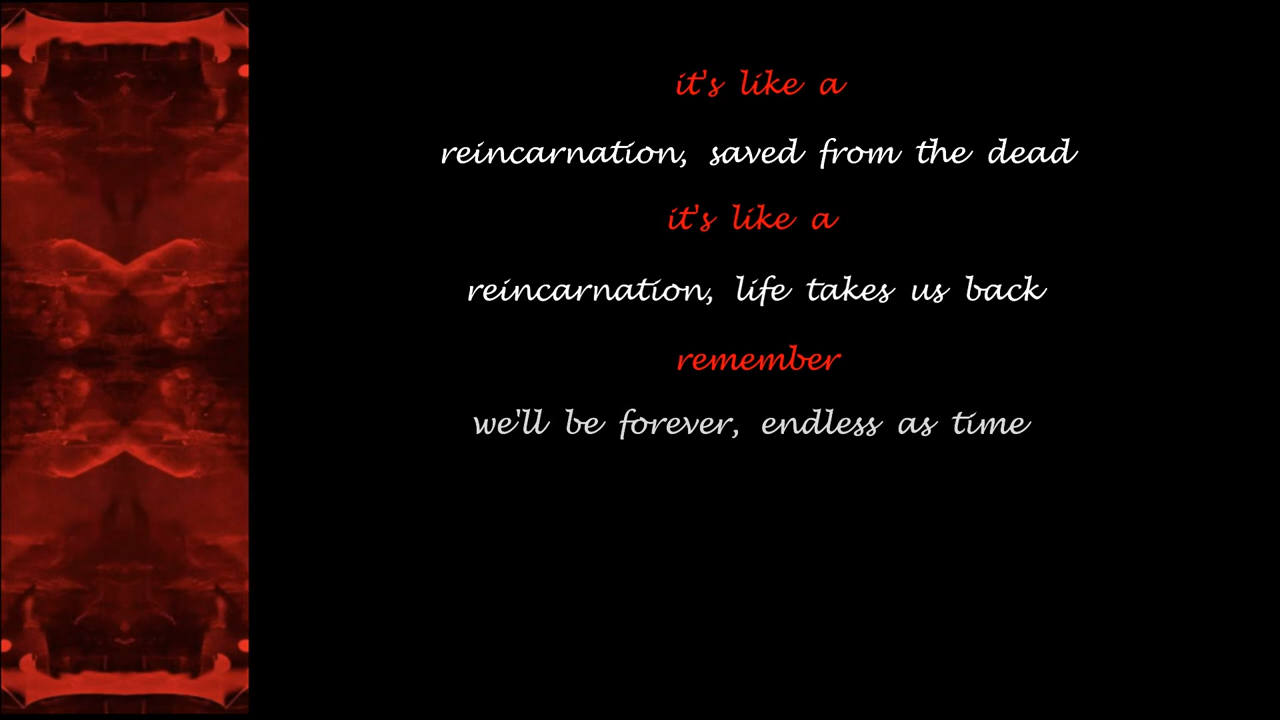 it's like a
reincarnation, saved from the dead
it's like a
reincarnation, life takes us back
remember
we'll be forever, endless as time